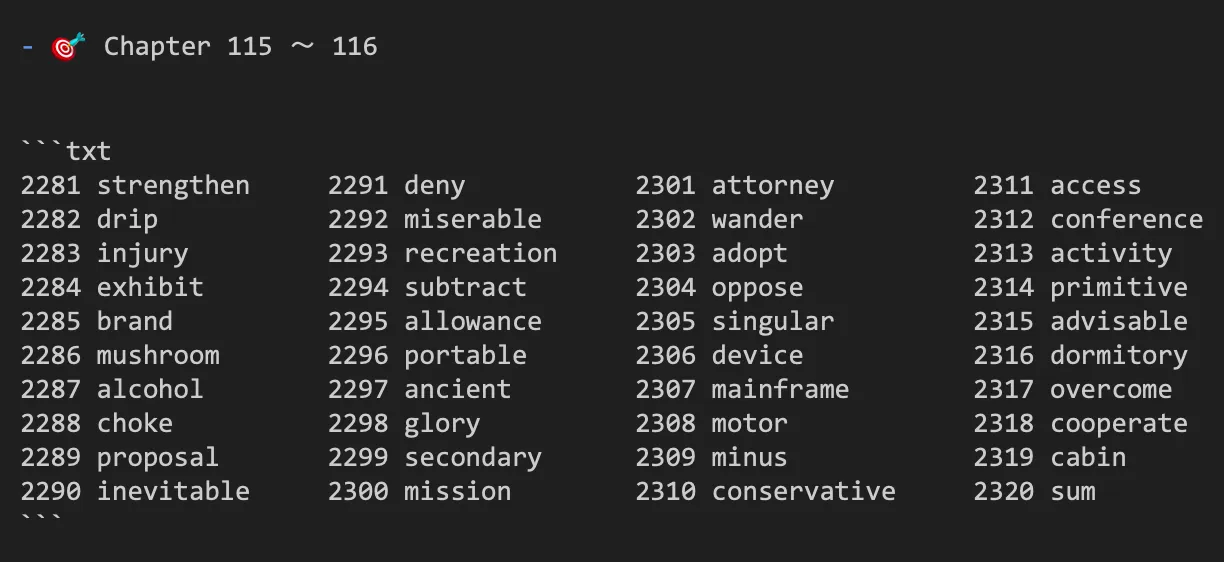 - 🎯 Chapter 115 ～ 116
```txt
2281 strengthen 2291 deny 2301 attorney 2311 access
2282 drip 2292 miserable 2302 wander 2312 conference
2283 injury 2293 recreation 2303 adopt 2313 activity
2284 exhibit 2294 subtract 2304 oppose 2314 primitive
2285 brand 2295 allowance 2305 singular 2315 advisable
2286 mushroom 2296 portable 2306 device 2316 dormitory
2287 alcohol 2297 ancient 2307 mainframe 2317 overcome
2288 choke 2298 glory 2308 motor 2318 cooperate
2289 proposal 2299 secondary 2309 minus 2319 cabin
2290 inevitable 2300 mission 2310 conservative 2320 sum
```